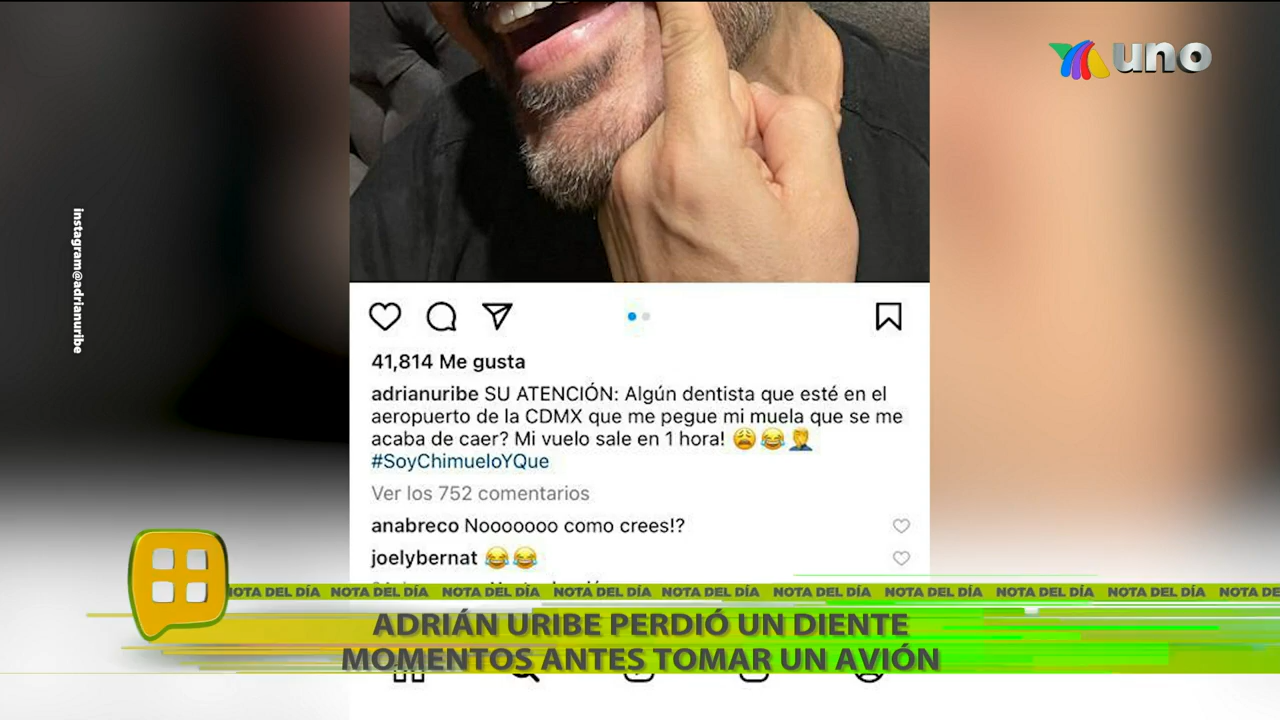 uno
instagram@adrianuribe
41,814 Me gusta
adrianuribe SU ATENCIÓN: Algún dentista que esté en el
aeropuerto de la CDMX que me pegue mi muela que se me
acaba de caer? Mi vuelo sale en 1 hora! 😩😂🤦‍♂️
#SoyChimueloYQue
Ver los 752 comentarios
anabreco Nooooooo como crees!?
joelybernat 😂😂
NOTA DEL DÍA NOTA DEL DÍA NOTA DEL DÍA NOTA DEL DÍA NOTA DEL DÍA NOTA DEL DÍA NOTA DEL DÍA NOTA DEL DÍA NOTA DEL DÍA NOTA DE
ADRIÁN URIBE PERDIÓ UN DIENTE
MOMENTOS ANTES TOMAR UN AVIÓN